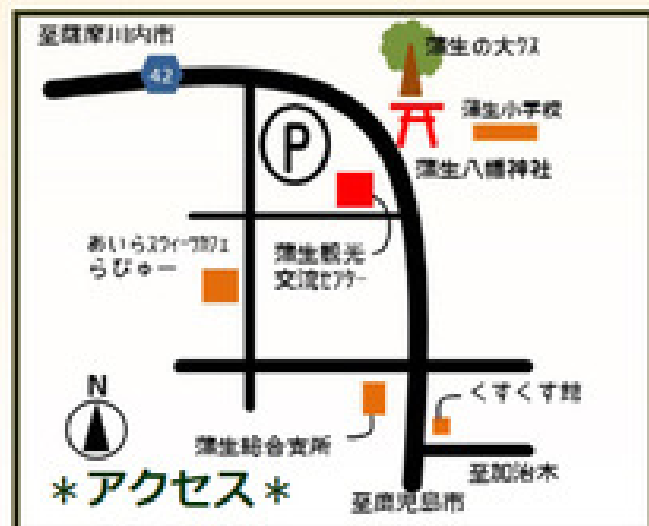 至薩摩川内市
42
蒲生の大クス
蒲生小学校
P
蒲生八幡神社
あいらスウィーツカフェ
らびゅー
蒲生観光
交流センター
N
くすくす館
蒲生総合支所
至加治木
*アクセス*
至鹿児島市